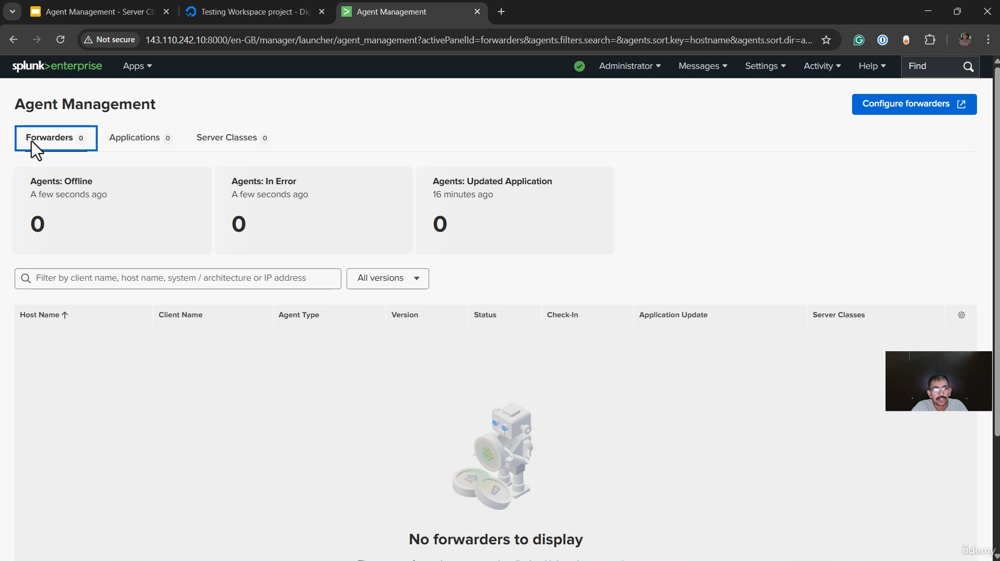 Agent Management - Server Cl
Testing Workspace project - Dig
Agent Management
Not secure
143.110.242.10:8000/en-GB/manager/launcher/agent_management?activePanelId=forwarders&agents.filters.search=&agents.sort.key=hostname&agents.sort.dir=a...
splunk>enterprise
Apps
Administrator
Messages
Settings
Activity
Help
Find
Agent Management
Configure forwarders
Forwarders 0
Applications 0
Server Classes 0
Agents: Offline
A few seconds ago
0
Agents: In Error
A few seconds ago
0
Agents: Updated Application
16 minutes ago
0
Filter by client name, host name, system / architecture or IP address
All versions
Host Name
Client Name
Agent Type
Version
Status
Check-In
Application Update
Server Classes
No forwarders to display
ûdemy